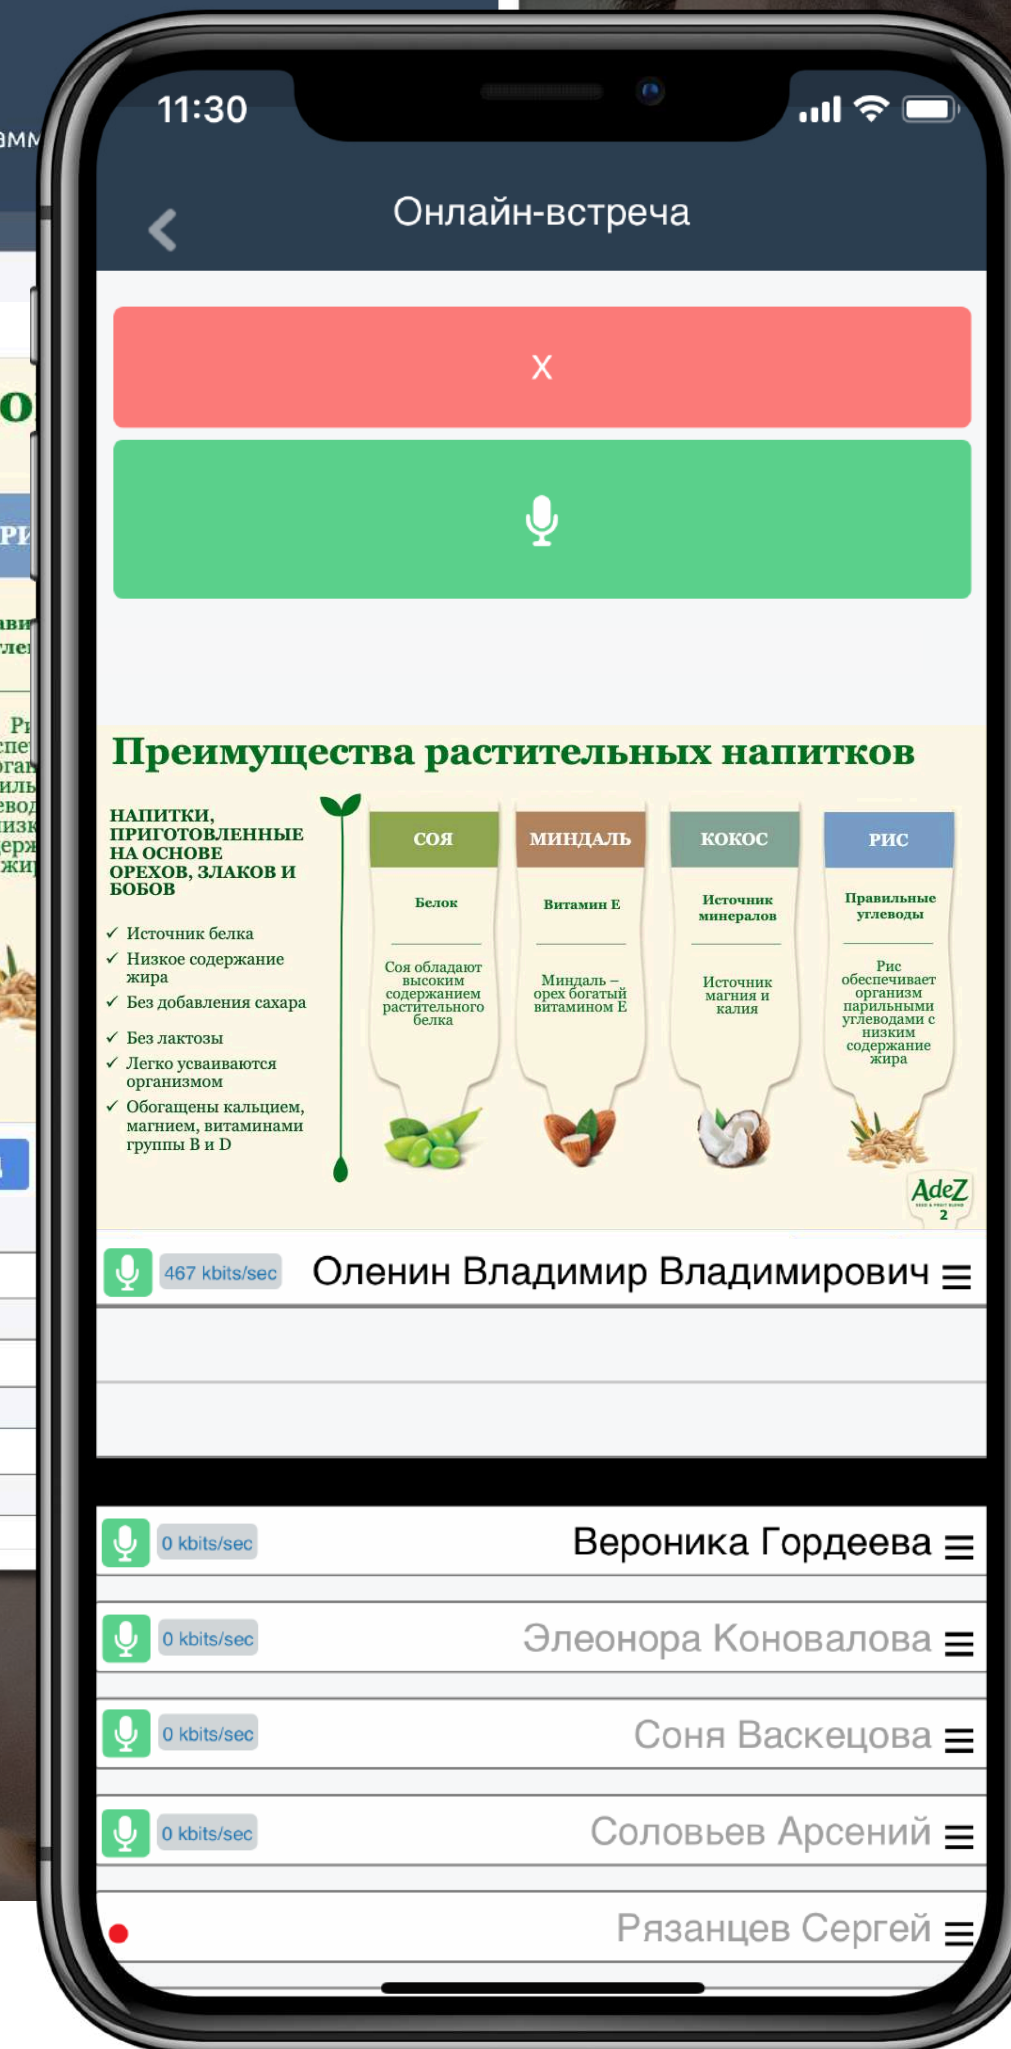 11:30
Онлайн-встреча
X
Преимущества растительных напитков
НАПИТКИ,
ПРИГОТОВЛЕННЫЕ
НА ОСНОВЕ
ОРЕХОВ, ЗЛАКОВ И
БОБОВ
✓ Источник белка
✓ Низкое содержание
жира
✓ Без добавления сахара
✓ Без лактозы
✓ Легко усваиваются
организмом
✓ Обогащены кальцием,
магнием, витаминами
группы В и D
СОЯ
Белок
Соя обладают
высоким
содержанием
растительного
белка
МИНДАЛЬ
Витамин Е
Миндаль –
орех богатый
витамином Е
КОКОС
Источник
минералов
Источник
магния и
калия
РИС
Правильные
углеводы
Рис
обеспечивает
организм
парильными
углеводами с
низким
содержание
жира
AdeZ
2
467 kbits/sec Оленин Владимир Владимирович
0 kbits/sec Вероника Гордеева
0 kbits/sec Элеонора Коновалова
0 kbits/sec Соня Васкецова
0 kbits/sec Соловьев Арсений
Рязанцев Сергей